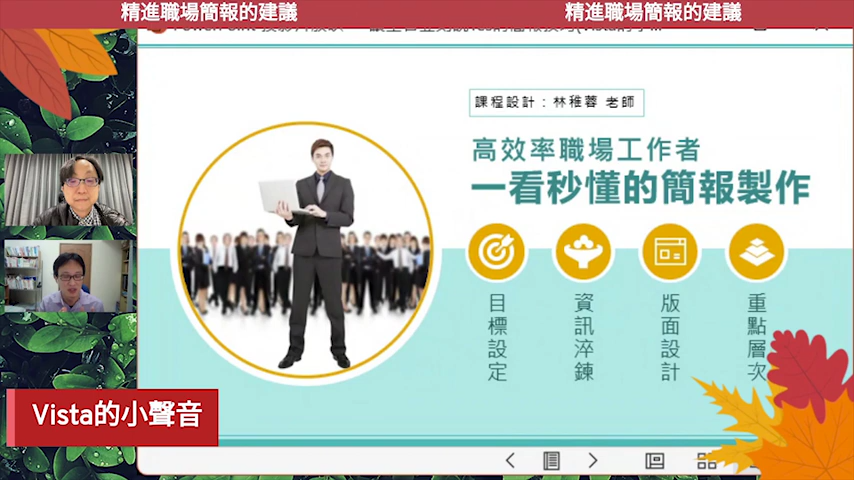 精進職場簡報的建議
精進職場簡報的建議
課程設計：林稚蓉 老師
高效率職場工作者
一看秒懂的簡報製作
目標設定
資訊淬鍊
版面設計
重點層次
Vista的小聲音